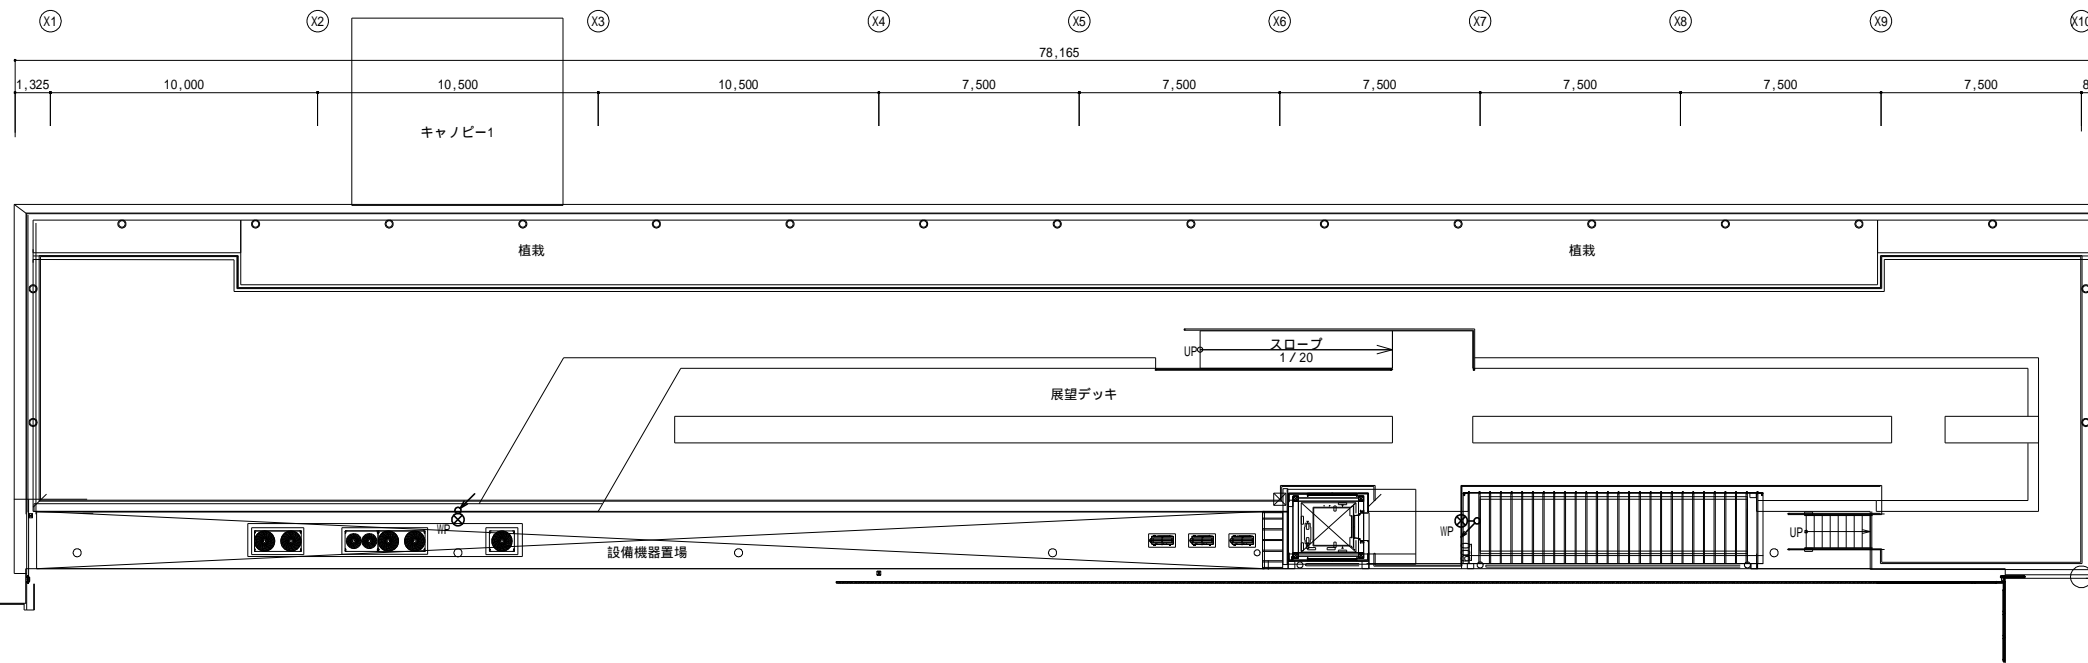 X1 X2 X3 X4 X5 X6 X7 X8 X9 X10
78,165
1,325 10,000 10,500 10,500 7,500 7,500 7,500 7,500 7,500 7,500 8
キャノピー1
植栽 植栽
UP スロープ
1/20
展望デッキ
WP
WP UP
設備機器置場